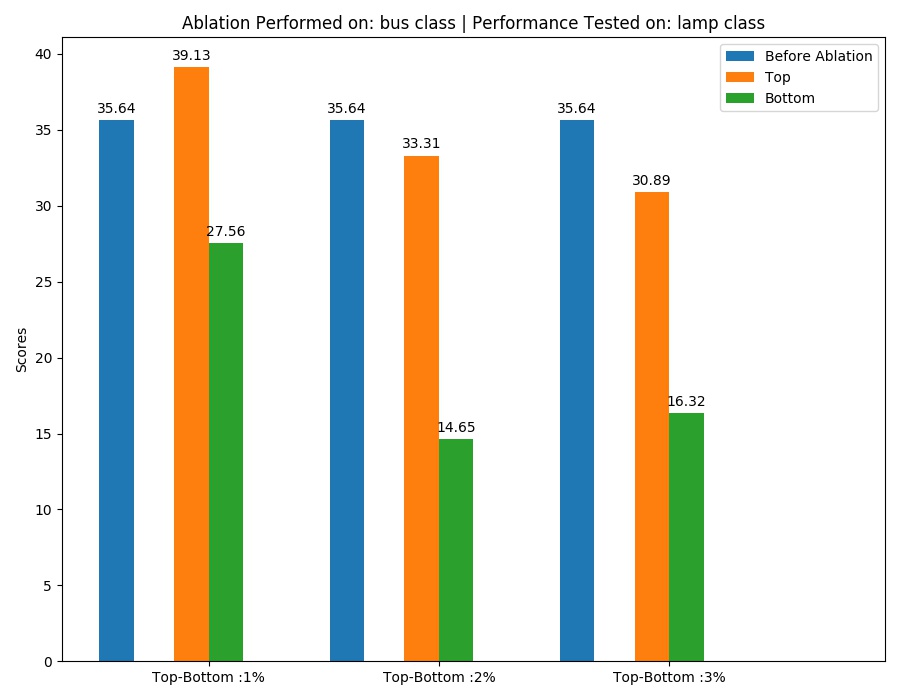 Ablation Performed on: bus class | Performance Tested on: lamp class
Before Ablation
Top
Bottom
Scores
40
35
30
25
20
15
10
5
0
35.64
39.13
27.56
35.64
33.31
14.65
35.64
30.89
16.32
Top-Bottom :1%
Top-Bottom :2%
Top-Bottom :3%